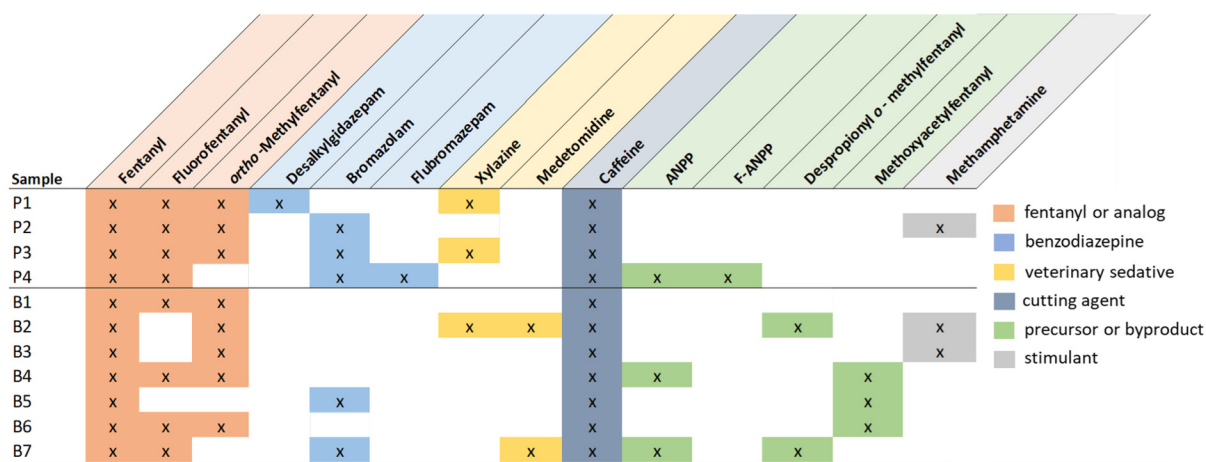 Fentanyl
Fluorofentanyl
ortho -Methylfentanyl
Desalkylgidazepam
Bromazolam
Flubromazepam
Xylazine
Medetomidine
Caffeine
ANPP
F-ANPP
Despropionyl o - methylfentanyl
Methoxyacetylfentanyl
Methamphetamine
Sample
P1 x x x x x x
P2 x x x x x x
P3 x x x x x x
P4 x x x x x x x
B1 x x x x
B2 x x x x x x x
B3 x x x x
B4 x x x x x x
B5 x x x x
B6 x x x x x
B7 x x x x x x x
fentanyl or analog
benzodiazepine
veterinary sedative
cutting agent
precursor or byproduct
stimulant